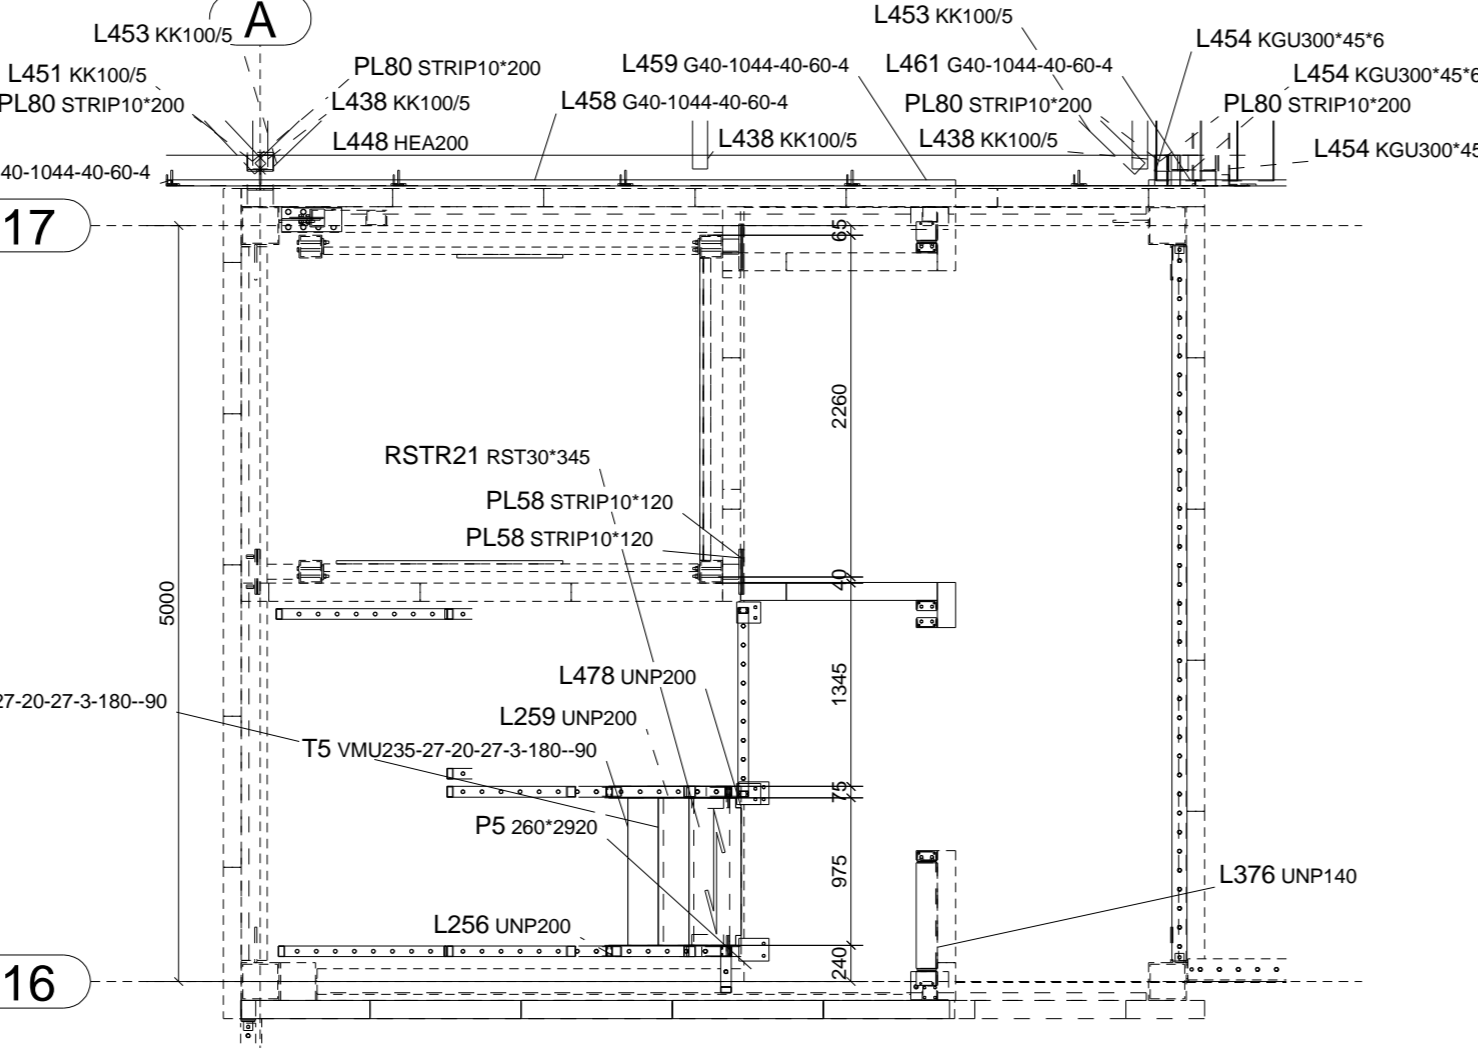 A
L453 KK100/5
L453 KK100/5
L454 KGU300*45*6
L451 KK100/5
PL80 STRIP10*200
L459 G40-1044-40-60-4
L461 G40-1044-40-60-4
L454 KGU300*45*6
PL80 STRIP10*200
L438 KK100/5
L458 G40-1044-40-60-4
PL80 STRIP10*200
PL80 STRIP10*200
L448 HEA200
L438 KK100/5
L438 KK100/5
L454 KGU300*45
40-1044-40-60-4
17
65
2260
RSTR21 RST30*345
PL58 STRIP10*120
PL58 STRIP10*120
40
5000
L478 UNP200
1345
27-20-27-3-180--90
L259 UNP200
T5 VMU235-27-20-27-3-180--90
75
P5 260*2920
975
L376 UNP140
L256 UNP200
240
16